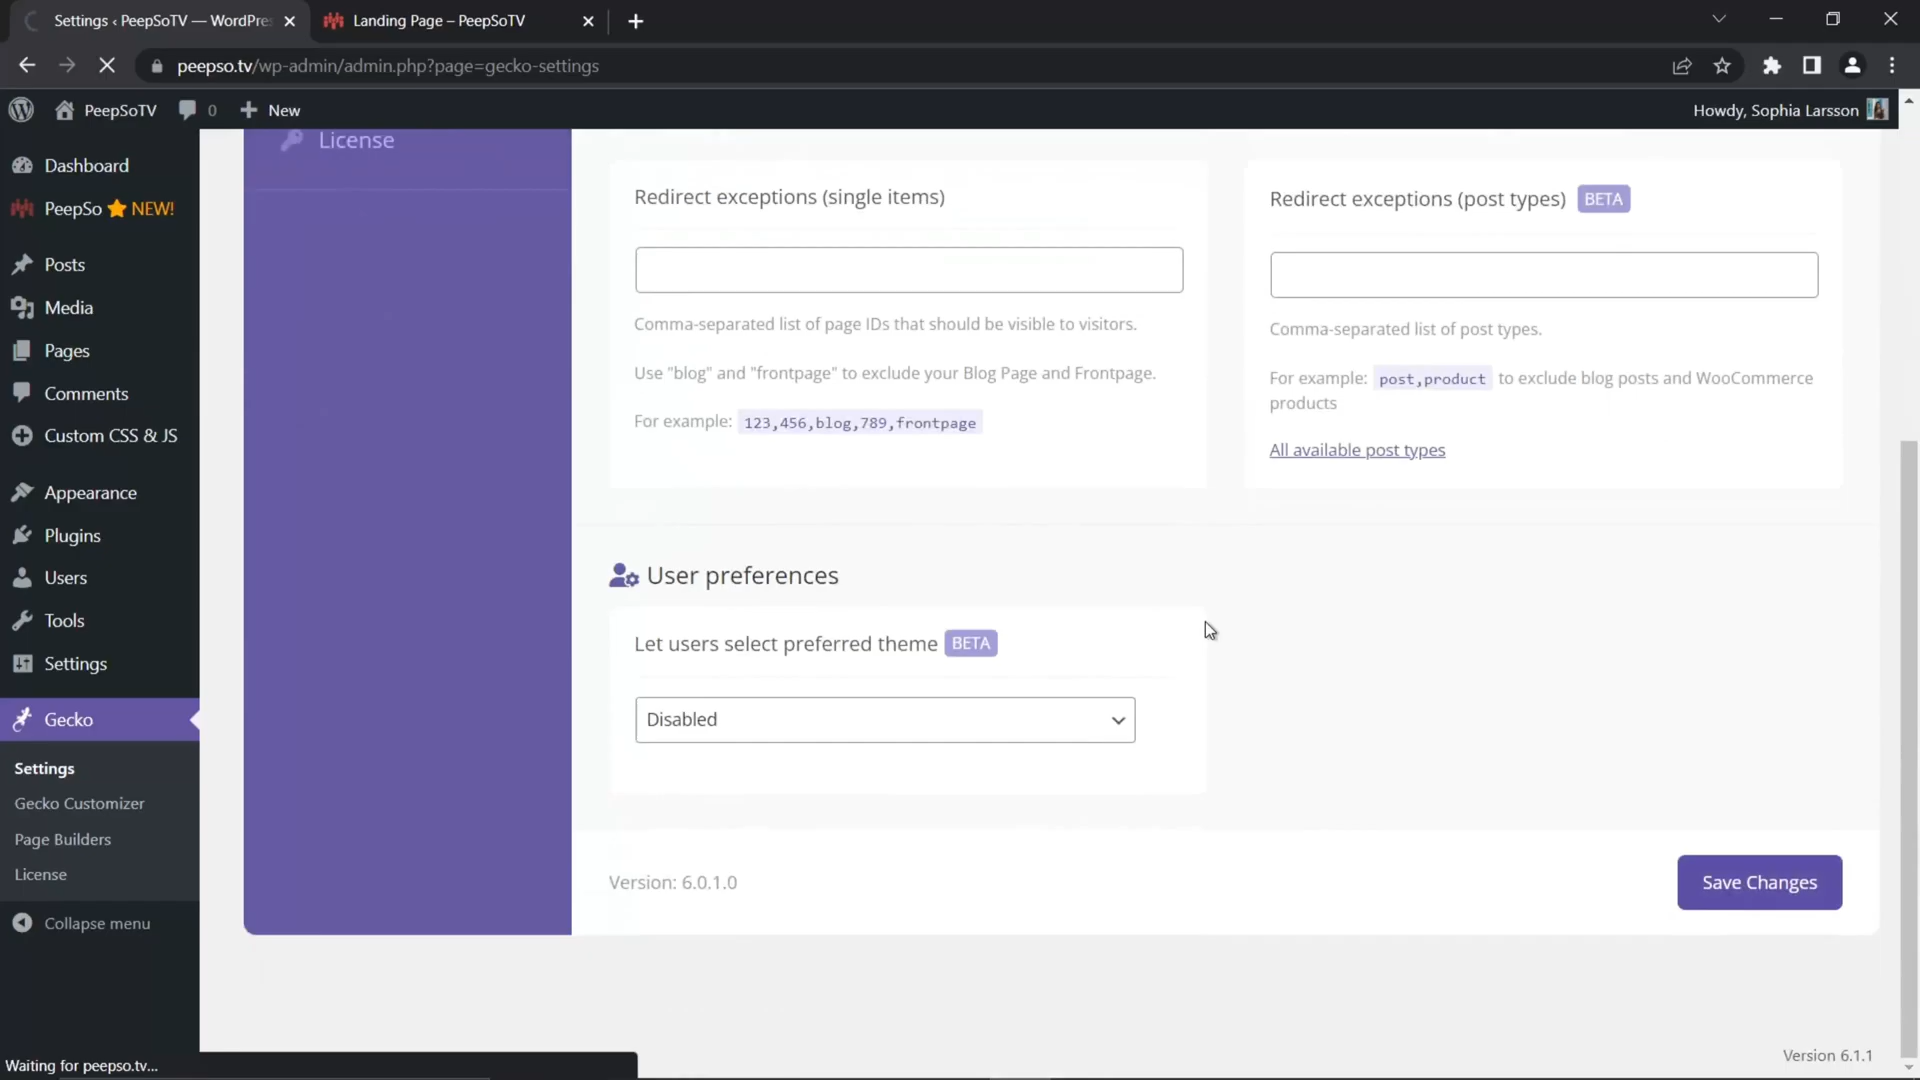 Settings ‹ PeepSoTV — WordPres
Landing Page – PeepSoTV
peepso.tv/wp-admin/admin.php?page=gecko-settings
PeepSoTV
0
New
Howdy, Sophia Larsson
Dashboard
PeepSo NEW!
Posts
Media
Pages
Comments
Custom CSS & JS
Appearance
Plugins
Users
Tools
Settings
Gecko
Settings
Gecko Customizer
Page Builders
License
Collapse menu
License
Redirect exceptions (single items)
Comma-separated list of page IDs that should be visible to visitors.
Use "blog" and "frontpage" to exclude your Blog Page and Frontpage.
For example: 123,456,blog,789,frontpage
Redirect exceptions (post types) BETA
Comma-separated list of post types.
For example: post,product to exclude blog posts and WooCommerce
products
All available post types
User preferences
Let users select preferred theme BETA
Disabled
Version: 6.0.1.0
Save Changes
Version 6.1.1
Waiting for peepso.tv...